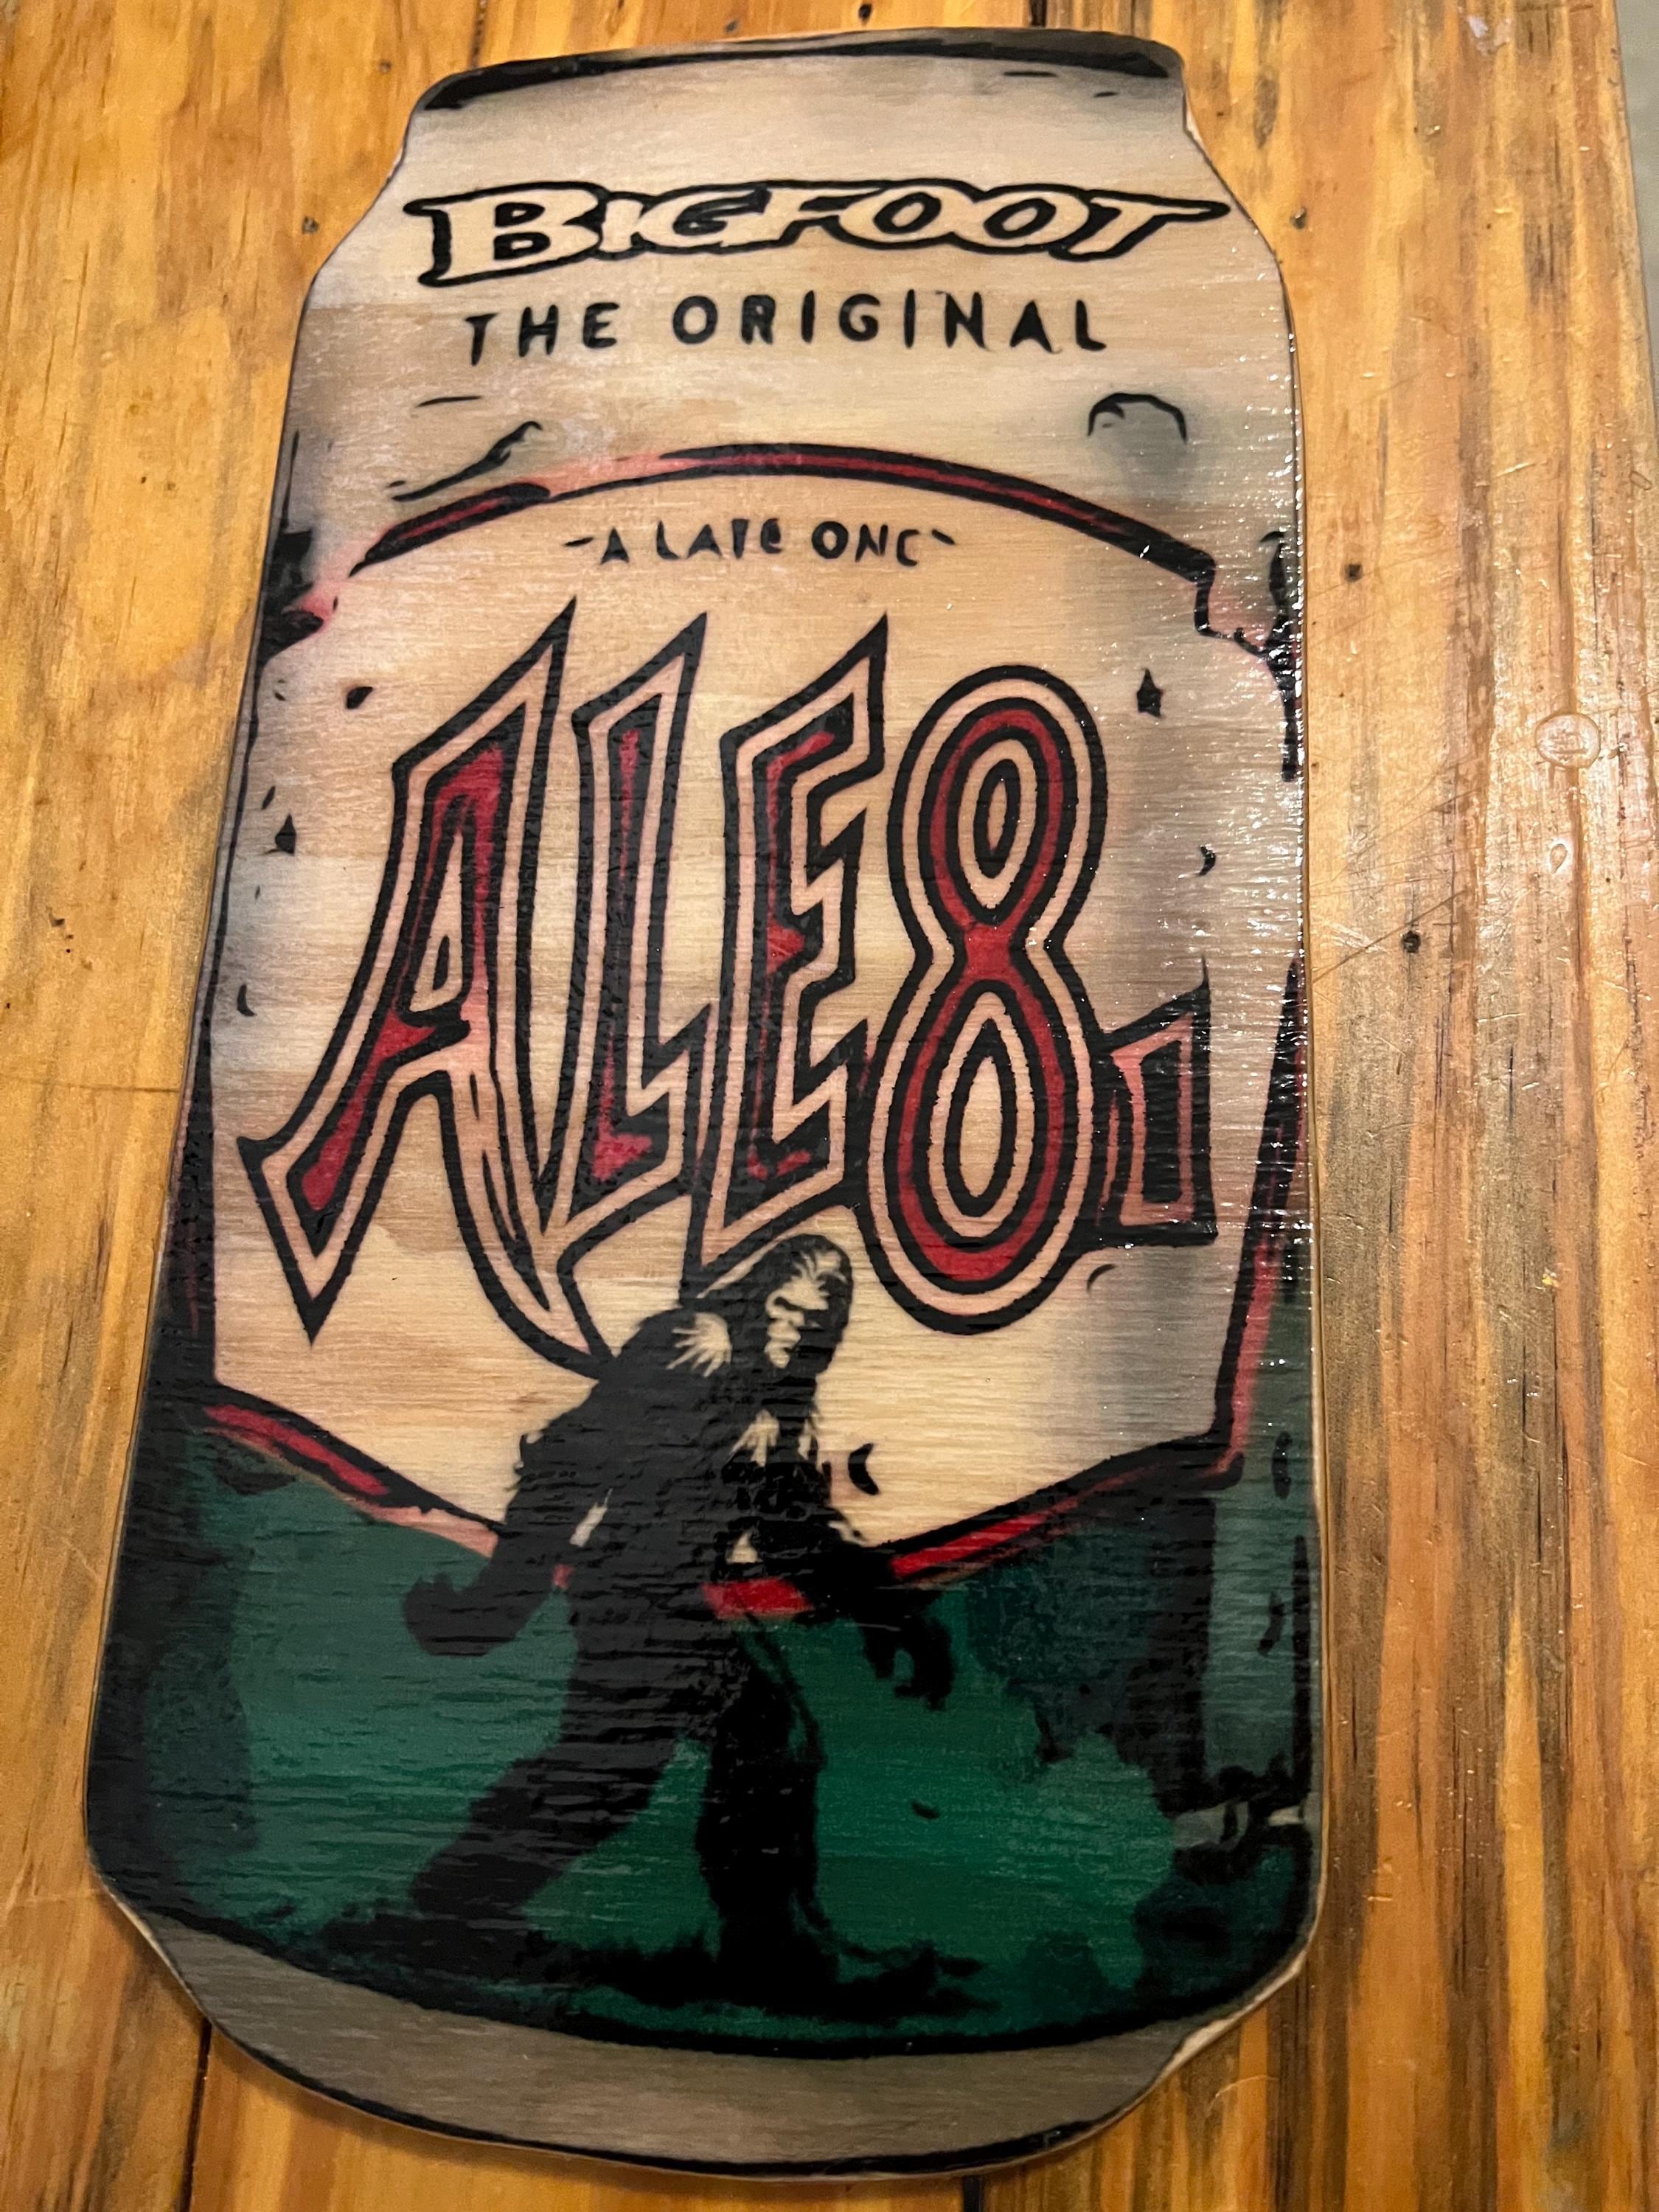 BIGFOOT
THE ORIGINAL
~A LATE ONE~
ALE8